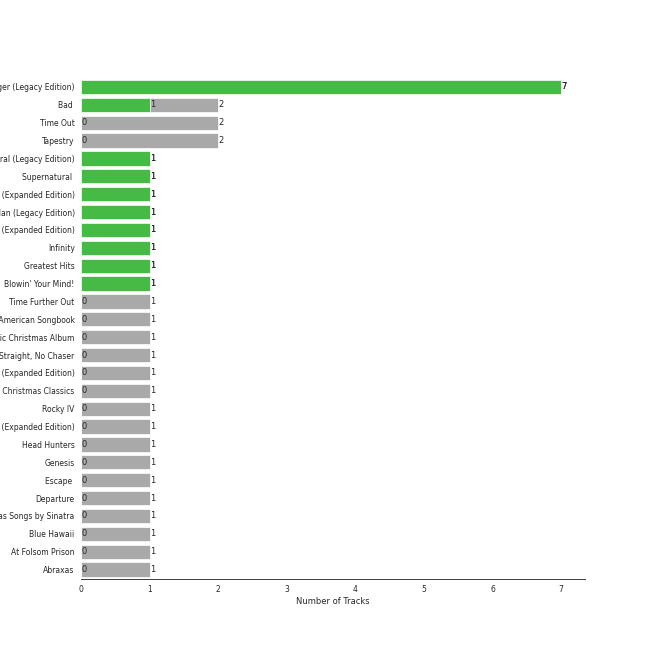 ger (Legacy Edition) 7
Bad 1 2
Time Out 0 2
Tapestry 0 2
ral (Legacy Edition) 1
Supernatural 1
(Expanded Edition) 1
lan (Legacy Edition) 1
(Expanded Edition) 1
Infinity 1
Greatest Hits 1
Blowin' Your Mind! 1
Time Further Out 0 1
American Songbook 0 1
ic Christmas Album 0 1
Straight, No Chaser 0 1
(Expanded Edition) 0 1
Christmas Classics 0 1
Rocky IV 0 1
(Expanded Edition) 0 1
Head Hunters 0 1
Genesis 0 1
Escape 0 1
Departure 0 1
as Songs by Sinatra 0 1
Blue Hawaii 0 1
At Folsom Prison 0 1
Abraxas 0 1
0 1 2 3 4 5 6 7
Number of Tracks